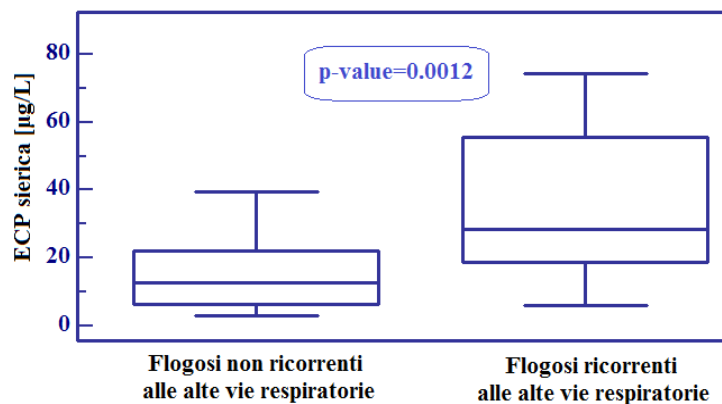 ECP sierica [µg/L]
80
60
40
20
0
p-value=0.0012
Flogosi non ricorrenti
alle alte vie respiratorie
Flogosi ricorrenti
alle alte vie respiratorie